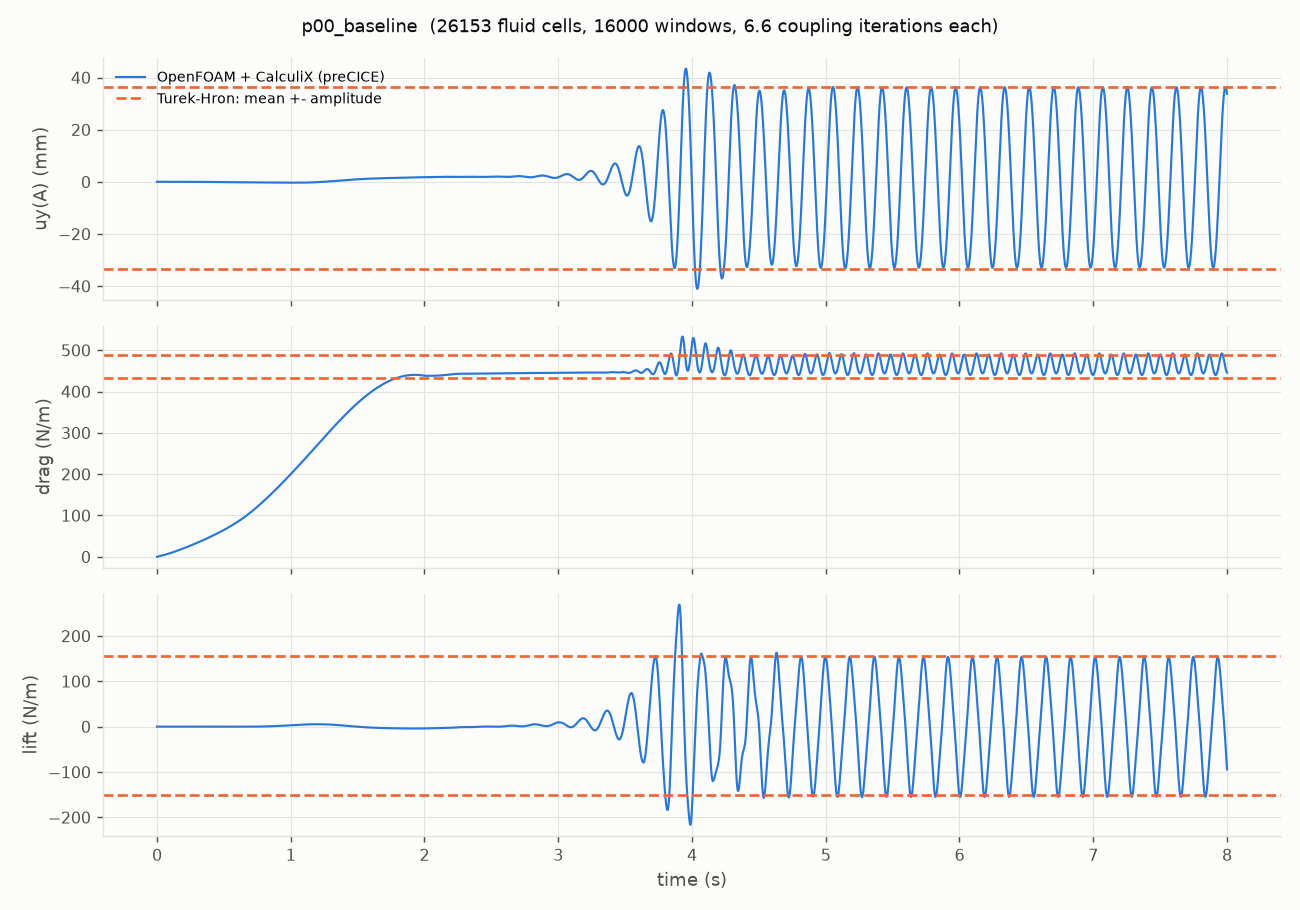 p00_baseline  (26153 fluid cells, 16000 windows, 6.6 coupling iterations each)
OpenFOAM + CalculiX (preCICE)
Turek-Hron: mean +- amplitude
uy(A) (mm)
40
20
0
−20
−40
drag (N/m)
500
400
300
200
100
0
lift (N/m)
200
100
0
−100
−200
0 1 2 3 4 5 6 7 8
time (s)